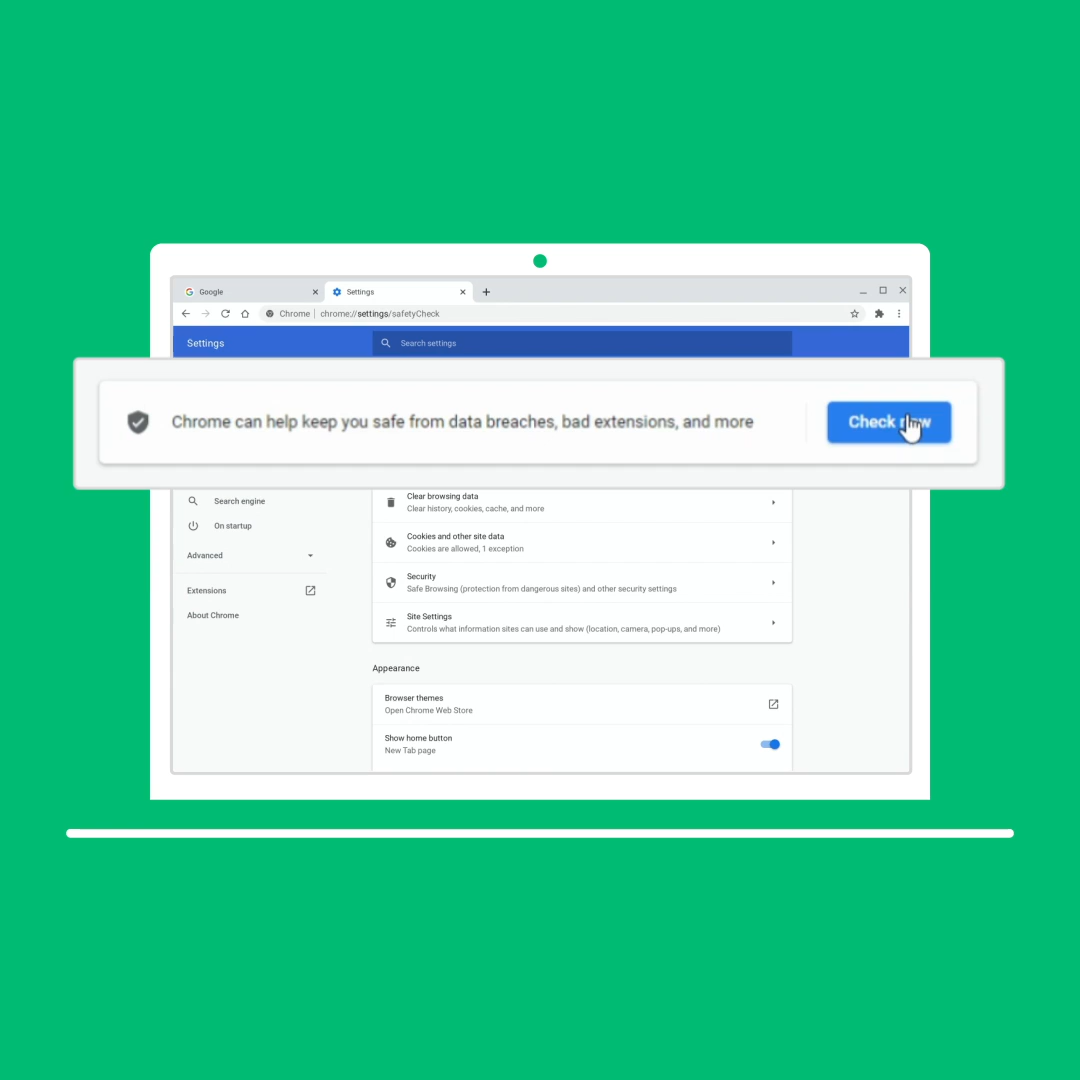 Google
Settings
Chrome | chrome://settings/safetyCheck
Settings
Search settings
Chrome can help keep you safe from data breaches, bad extensions, and more
Check now
Search engine
On startup
Advanced
Extensions
About Chrome
Clear browsing data
Clear history, cookies, cache, and more
Cookies and other site data
Cookies are allowed, 1 exception
Security
Safe Browsing (protection from dangerous sites) and other security settings
Site Settings
Controls what information sites can use and show (location, camera, pop-ups, and more)
Appearance
Browser themes
Open Chrome Web Store
Show home button
New Tab page